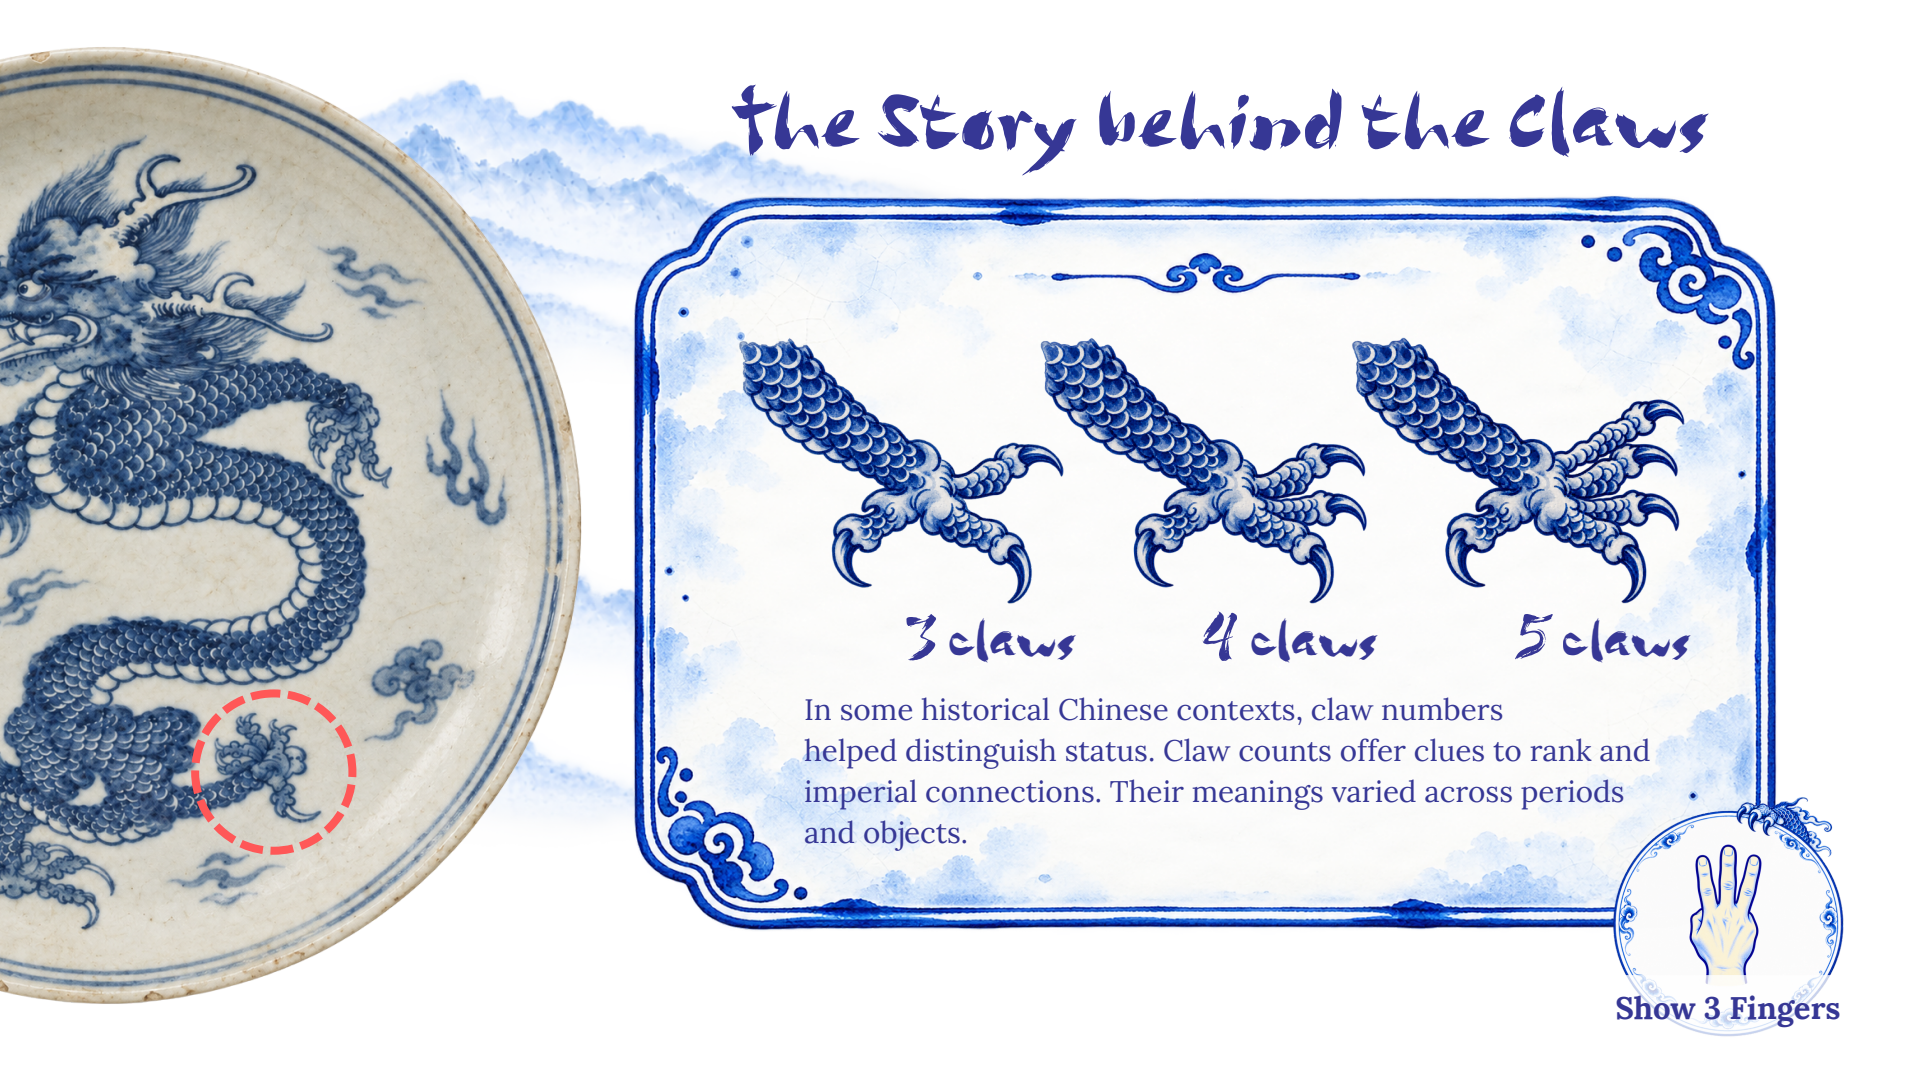 the Story behind the Claws
3 claws
4 claws
5 claws
In some historical Chinese contexts, claw numbers
helped distinguish status. Claw counts offer clues to rank and
imperial connections. Their meanings varied across periods
and objects.
Show 3 Fingers